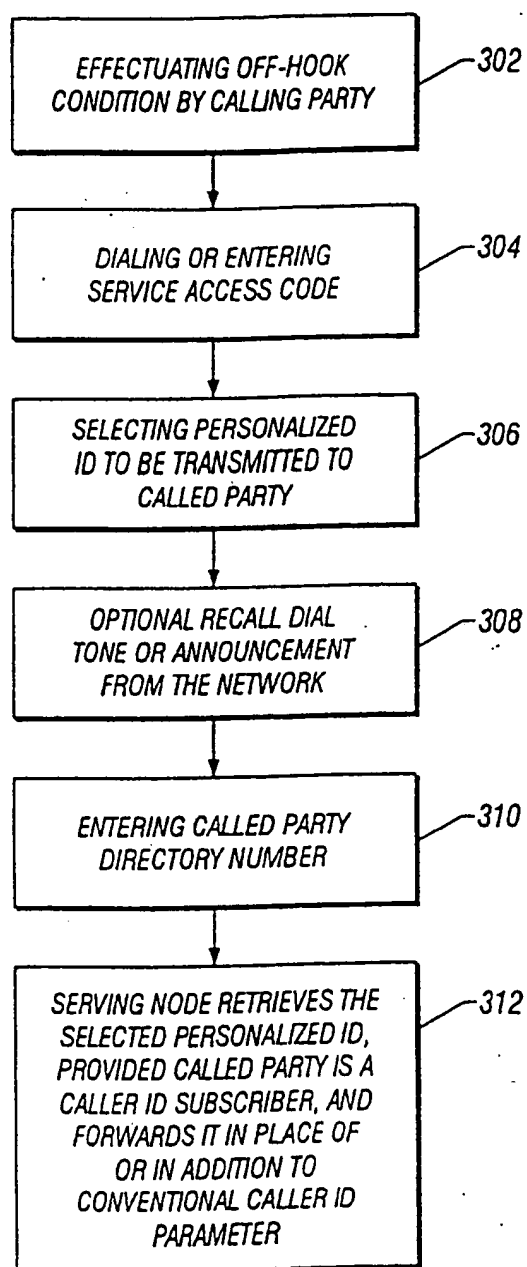 EFFECTUATING OFF-HOOK
CONDITION BY CALLING PARTY
302
DIALING OR ENTERING
SERVICE ACCESS CODE
304
SELECTING PERSONALIZED
ID TO BE TRANSMITTED TO
CALLED PARTY
306
OPTIONAL RECALL DIAL
TONE OR ANNOUNCEMENT
FROM THE NETWORK
308
ENTERING CALLED PARTY
DIRECTORY NUMBER
310
SERVING NODE RETRIEVES THE
SELECTED PERSONALIZED ID,
PROVIDED CALLED PARTY IS A
CALLER ID SUBSCRIBER, AND
FORWARDS IT IN PLACE OF
OR IN ADDITION TO
CONVENTIONAL CALLER ID
PARAMETER
312